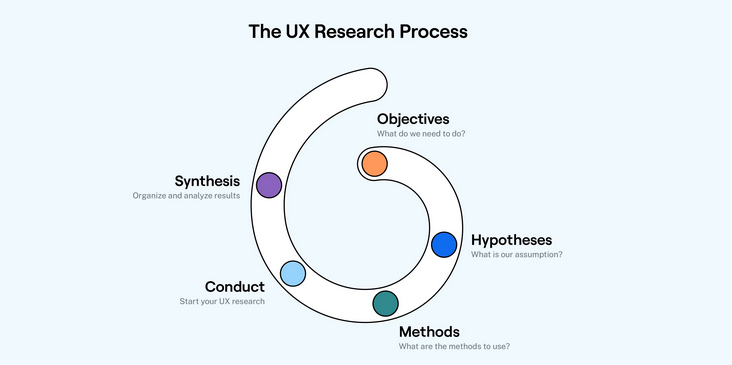 The UX Research Process
Objectives
What do we need to do?
Synthesis
Organize and analyze results
Hypotheses
What is our assumption?
Conduct
Start your UX research
Methods
What are the methods to use?